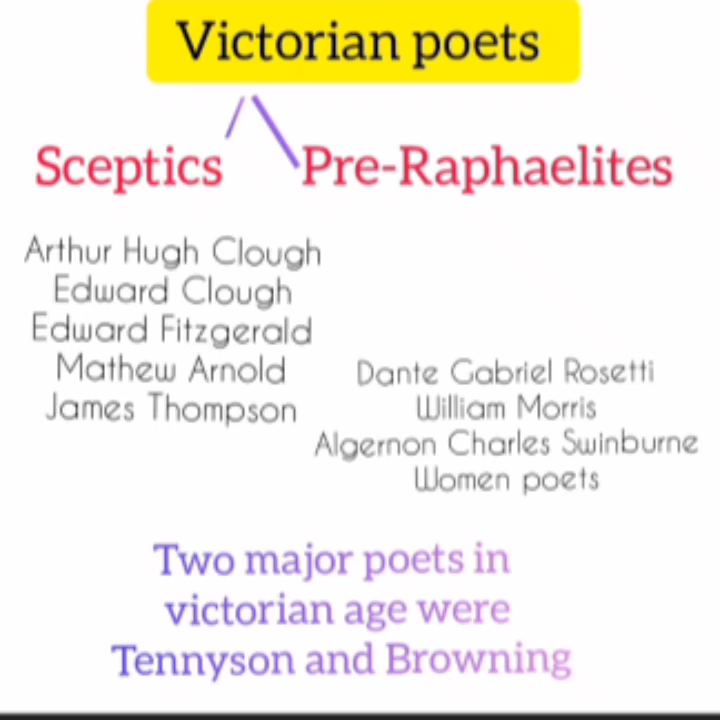 Victorian poets
Sceptics
Pre-Raphaelites
Arthur Hugh Clough
Edward Clough
Edward Fitzgerald
Mathew Arnold
James Thompson
Dante Gabriel Rosetti
William Morris
Algernon Charles Swinburne
Women poets
Two major poets in
victorian age were
Tennyson and Browning